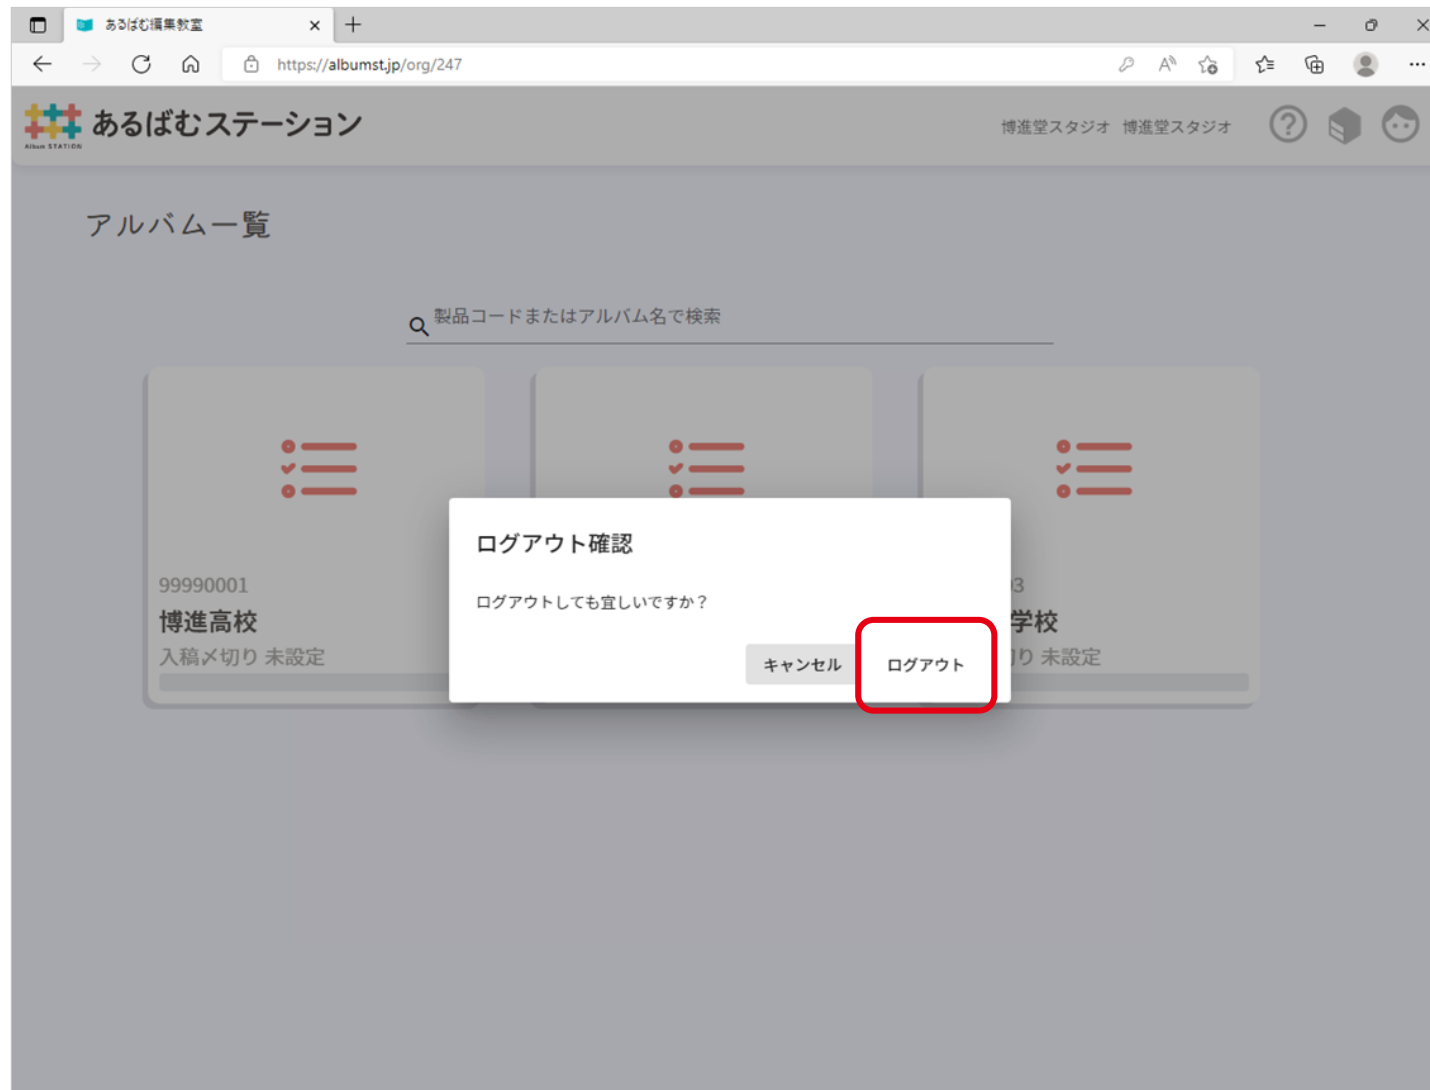 あるばむ編集教室
https://albumst.jp/org/247
あるばむステーション
Album STATION
博進堂スタジオ 博進堂スタジオ
アルバム一覧
製品コードまたはアルバム名で検索
99990001
博進高校
入稿〆切り 未設定
3
学校
切り 未設定
ログアウト確認
ログアウトしても宜しいですか？
キャンセル
ログアウト